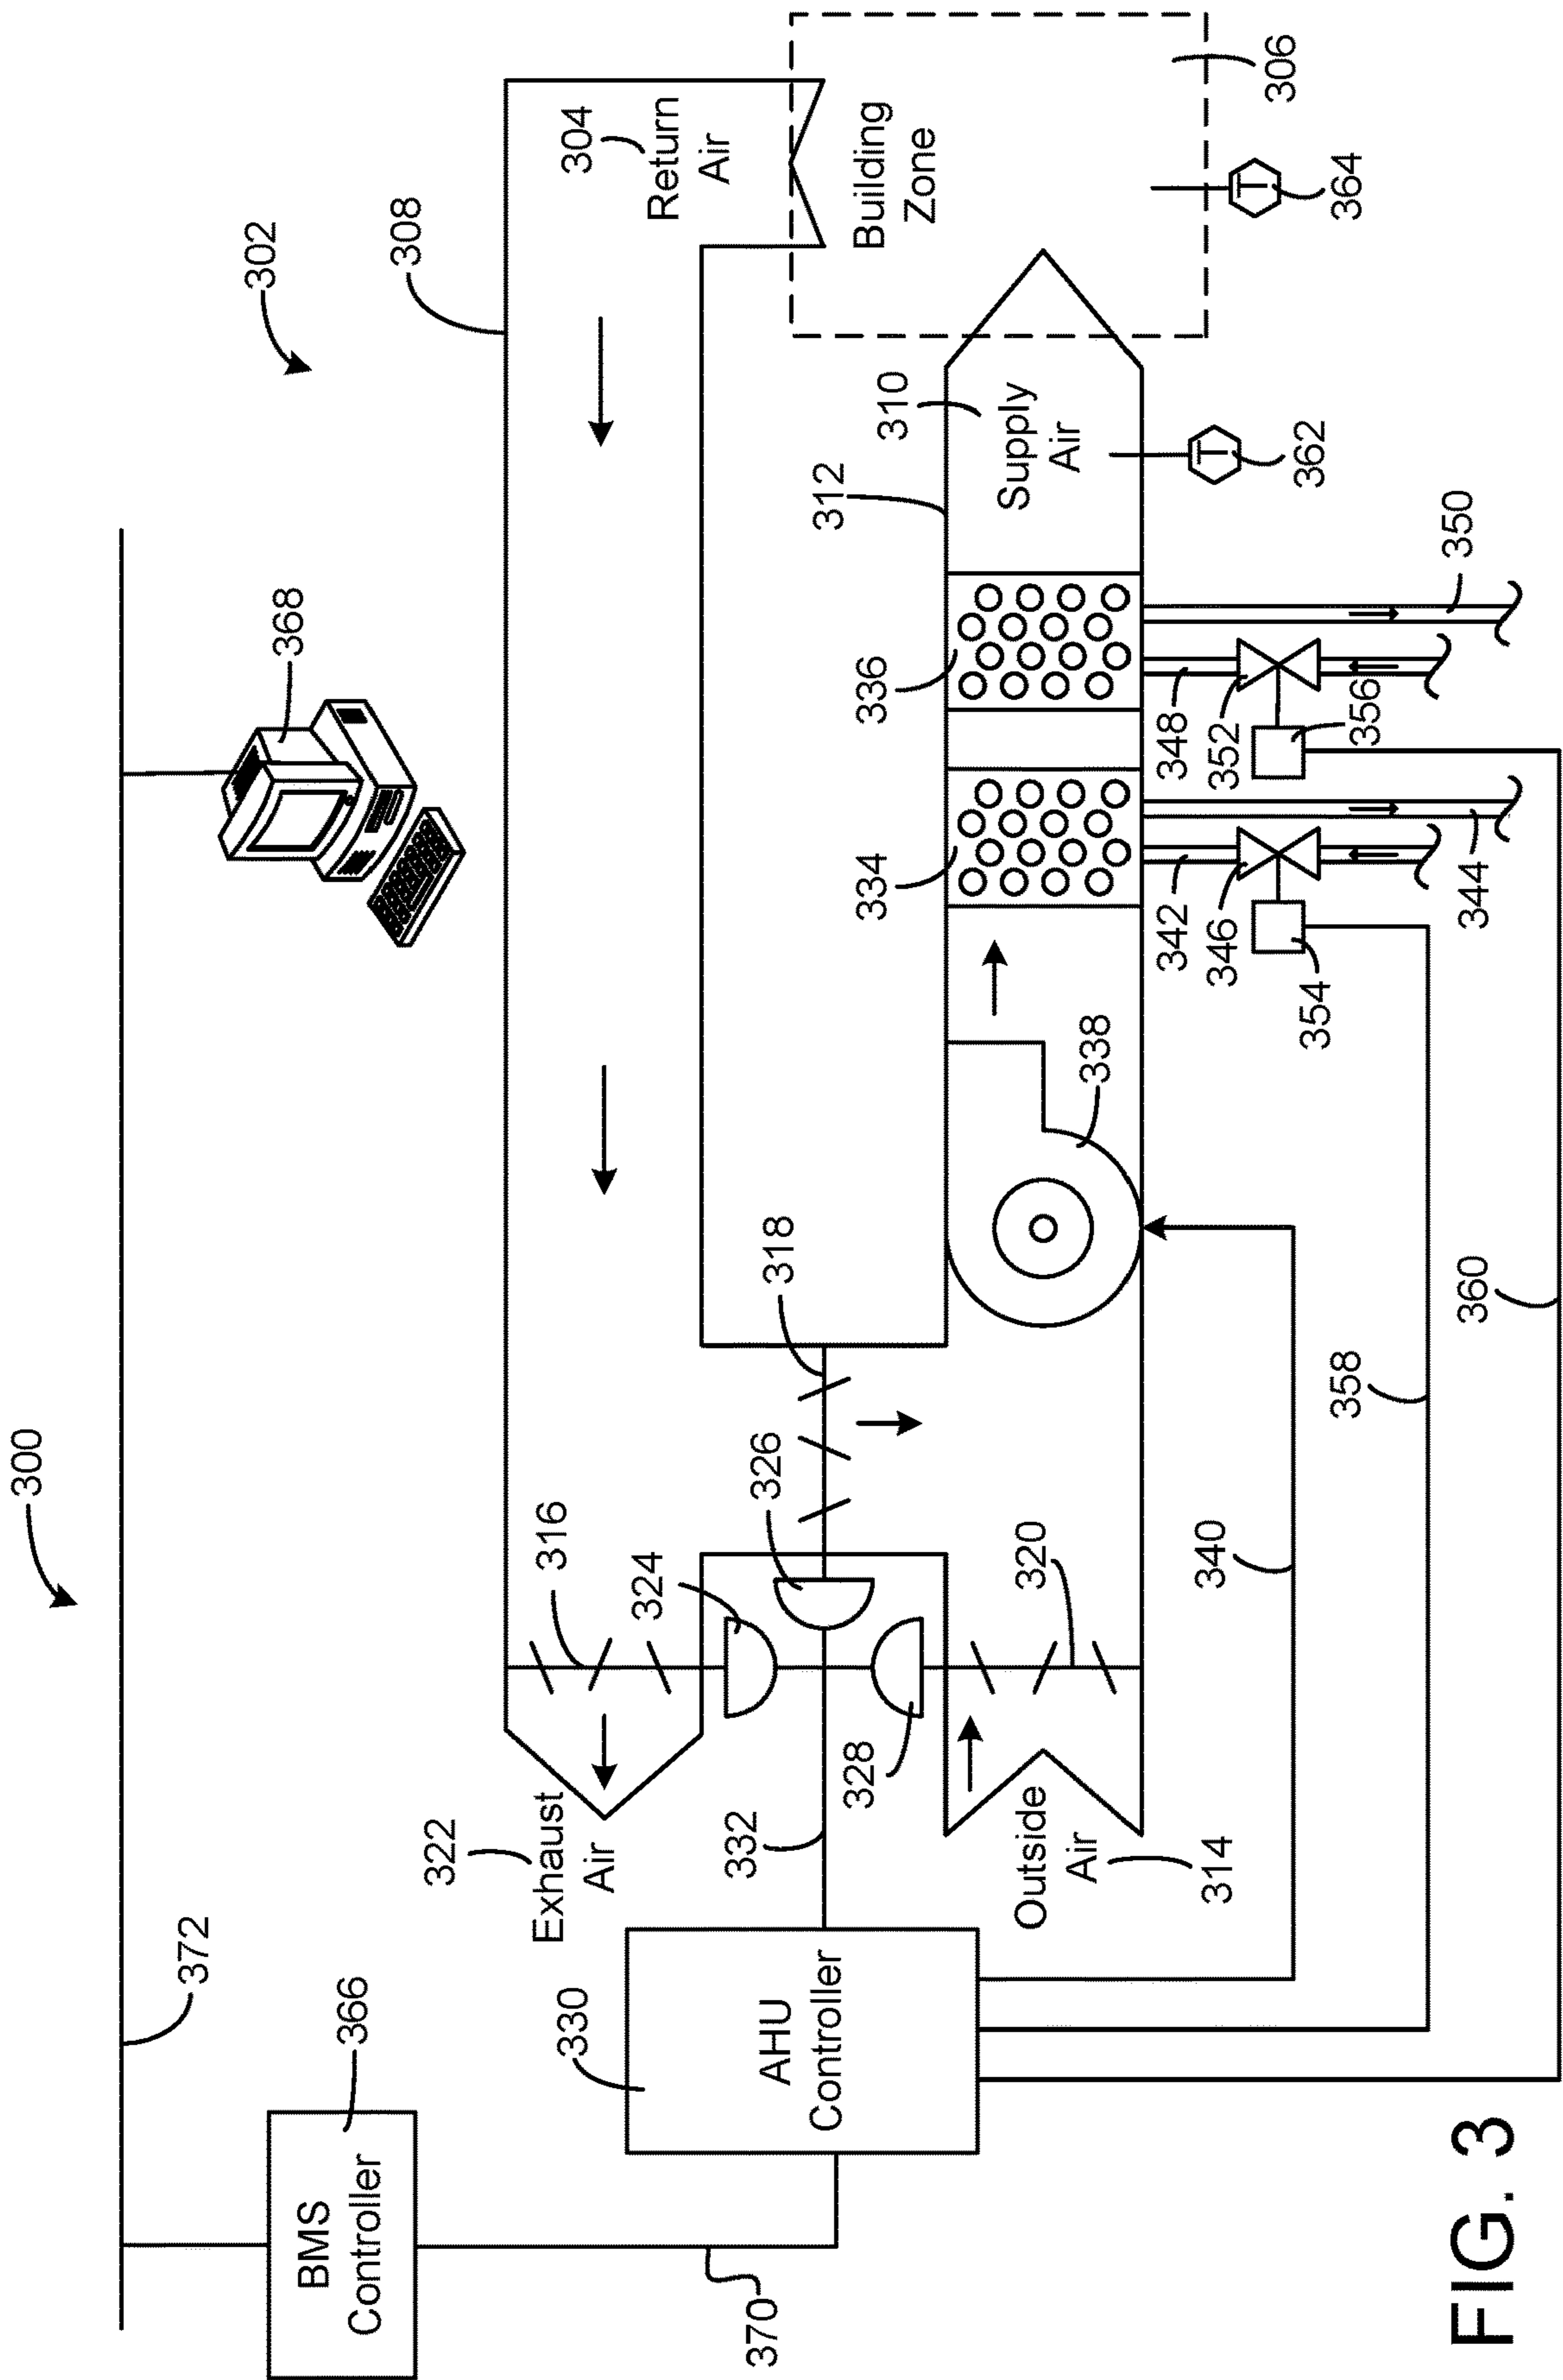 300
302
372
BMS
Controller
366
368
370
308
304
Return
Air
Building
Zone
306
364
T
322
Exhaust
Air
316
324
326
318
332
328
330
AHU
Controller
Outside
Air
314
320
338
334
336
312
310
Supply
Air
362
T
342
346
354
344
348
352
356
350
340
358
360
FIG. 3